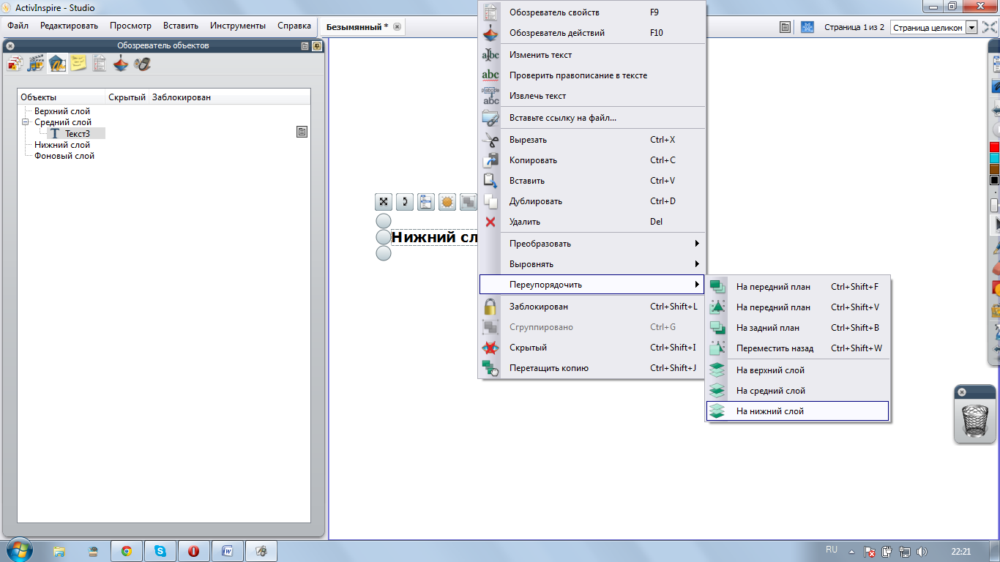 ActivInspire - Studio
Файл Редактировать Просмотр Вставить Инструменты Справка
Безымянный *
Страница 1 из 2
Страница целиком
Обозреватель объектов
Объекты Скрытый Заблокирован
Верхний слой
Средний слой
Текст3
Нижний слой
Фоновый слой
Нижний сл
Обозреватель свойств F9
Обозреватель действий F10
Изменить текст
Проверить правописание в тексте
Извлечь текст
Вставьте ссылку на файл...
Вырезать Ctrl+X
Копировать Ctrl+C
Вставить Ctrl+V
Дублировать Ctrl+D
Удалить Del
Преобразовать
Выровнять
Переупорядочить
Заблокирован Ctrl+Shift+L
Сгруппировано Ctrl+G
Скрытый Ctrl+Shift+I
Перетащить копию Ctrl+Shift+J
На передний план Ctrl+Shift+F
На передний план Ctrl+Shift+V
На задний план Ctrl+Shift+B
Переместить назад Ctrl+Shift+W
На верхний слой
На средний слой
На нижний слой
RU
22:21